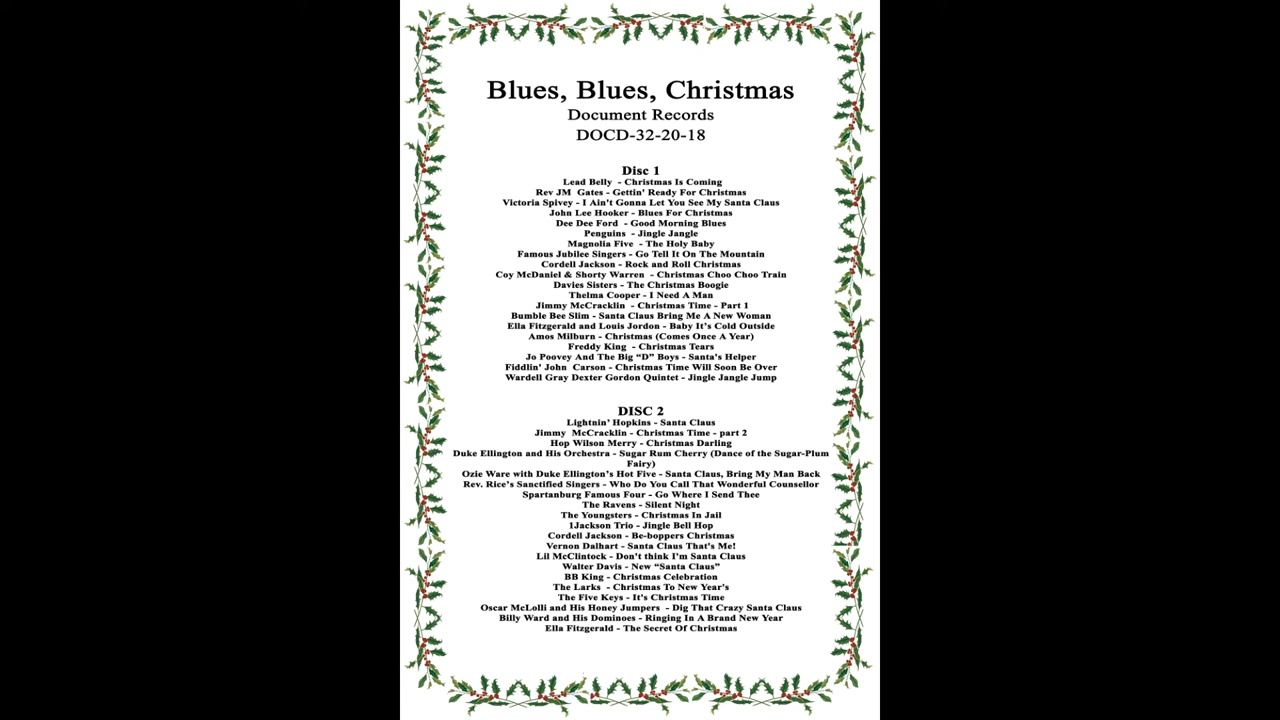 Blues, Blues, Christmas
Document Records
DOCD-32-20-18
Disc 1
Lead Belly - Christmas Is Coming
Rev JM Gates - Gettin' Ready For Christmas
Victoria Spivey - I Ain't Gonna Let You See My Santa Claus
John Lee Hooker - Blues For Christmas
Dee Dee Ford - Good Morning Blues
Penguins - Jingle Jangle
Magnolia Five - The Holy Baby
Famous Jubilee Singers - Go Tell It On The Mountain
Cordell Jackson - Rock and Roll Christmas
Coy McDaniel & Shorty Warren - Christmas Choo Choo Train
Davies Sisters - The Christmas Boogie
Thelma Cooper - I Need A Man
Jimmy McCracklin - Christmas Time - Part 1
Bumble Bee Slim - Santa Claus Bring Me A New Woman
Ella Fitzgerald and Louis Jordon - Baby It's Cold Outside
Amos Milburn - Christmas (Comes Once A Year)
Freddy King - Christmas Tears
Jo Poovey And The Big “D” Boys - Santa's Helper
Fiddlin' John Carson - Christmas Time Will Soon Be Over
Wardell Gray Dexter Gordon Quintet - Jingle Jangle Jump
DISC 2
Lightnin' Hopkins - Santa Claus
Jimmy McCracklin - Christmas Time - part 2
Hop Wilson Merry - Christmas Darling
Duke Ellington and His Orchestra - Sugar Rum Cherry (Dance of the Sugar-Plum
Fairy)
Ozie Ware with Duke Ellington's Hot Five - Santa Claus, Bring My Man Back
Rev. Rice's Sanctified Singers - Who Do You Call That Wonderful Counsellor
Spartanburg Famous Four - Go Where I Send Thee
The Ravens - Silent Night
The Youngsters - Christmas In Jail
1Jackson Trio - Jingle Bell Hop
Cordell Jackson - Be-boppers Christmas
Vernon Dalhart - Santa Claus That's Me!
Lil McClintock - Don't think I'm Santa Claus
Walter Davis - New “Santa Claus”
BB King - Christmas Celebration
The Larks - Christmas To New Year's
The Five Keys - It's Christmas Time
Oscar McLolli and His Honey Jumpers - Dig That Crazy Santa Claus
Billy Ward and His Dominoes - Ringing In A Brand New Year
Ella Fitzgerald - The Secret Of Christmas